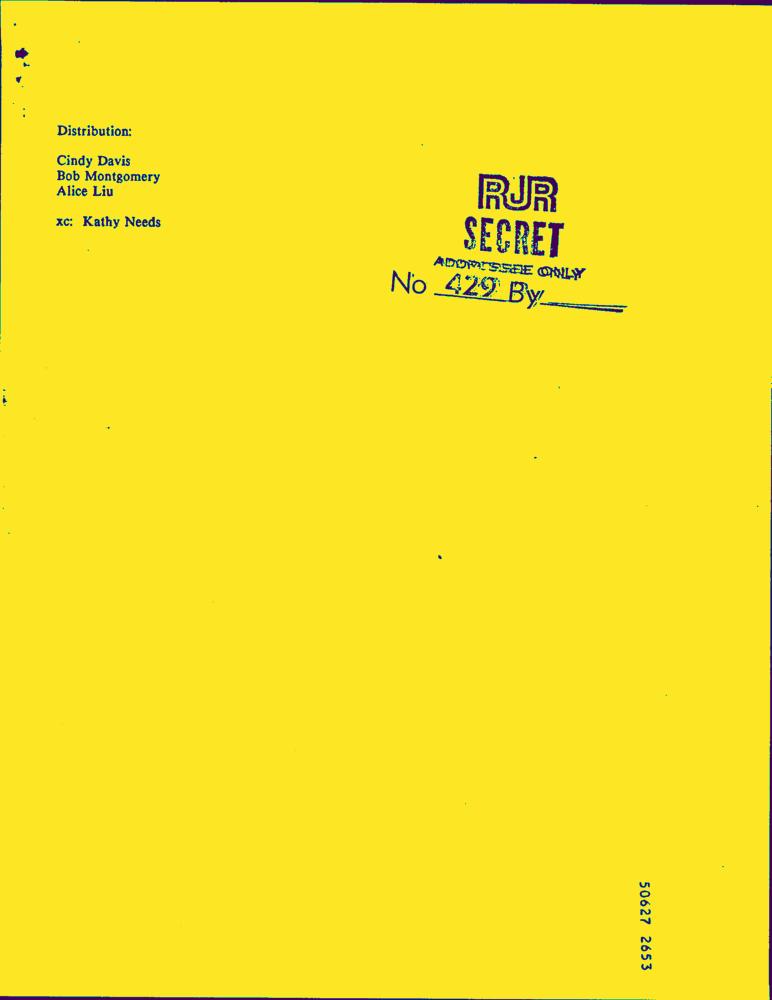 Distribution:
Cindy Davis
Bob Montgomery
Alice Liu
xc: Kathy Needs
RJR
SECRET
ADDRESSEE ONLY
No 429 By
50627 2653